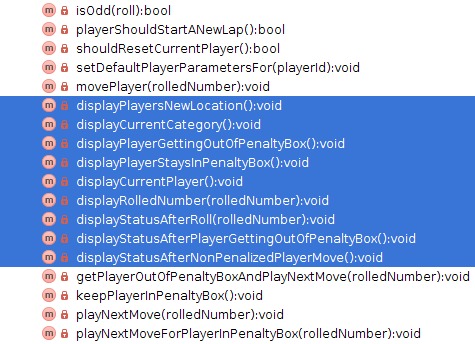 m isOdd(roll):bool
m playerShouldStartANewLap():bool
m shouldResetCurrentPlayer():bool
m setDefaultPlayerParametersFor(playerId):void
m movePlayer(rolledNumber):void
m displayPlayersNewLocation():void
m displayCurrentCategory():void
m displayPlayerGettingOutOfPenaltyBox():void
m displayPlayerStaysInPenaltyBox():void
m displayCurrentPlayer():void
m displayRolledNumber(rolledNumber):void
m displayStatusAfterRoll(rolledNumber):void
m displayStatusAfterPlayerGettingOutOfPenaltyBox():void
m displayStatusAfterNonPenalizedPlayerMove():void
m getPlayerOutOfPenaltyBoxAndPlayNextMove(rolledNumber):void
m keepPlayerInPenaltyBox():void
m playNextMove(rolledNumber):void
m playNextMoveForPlayerInPenaltyBox(rolledNumber):void